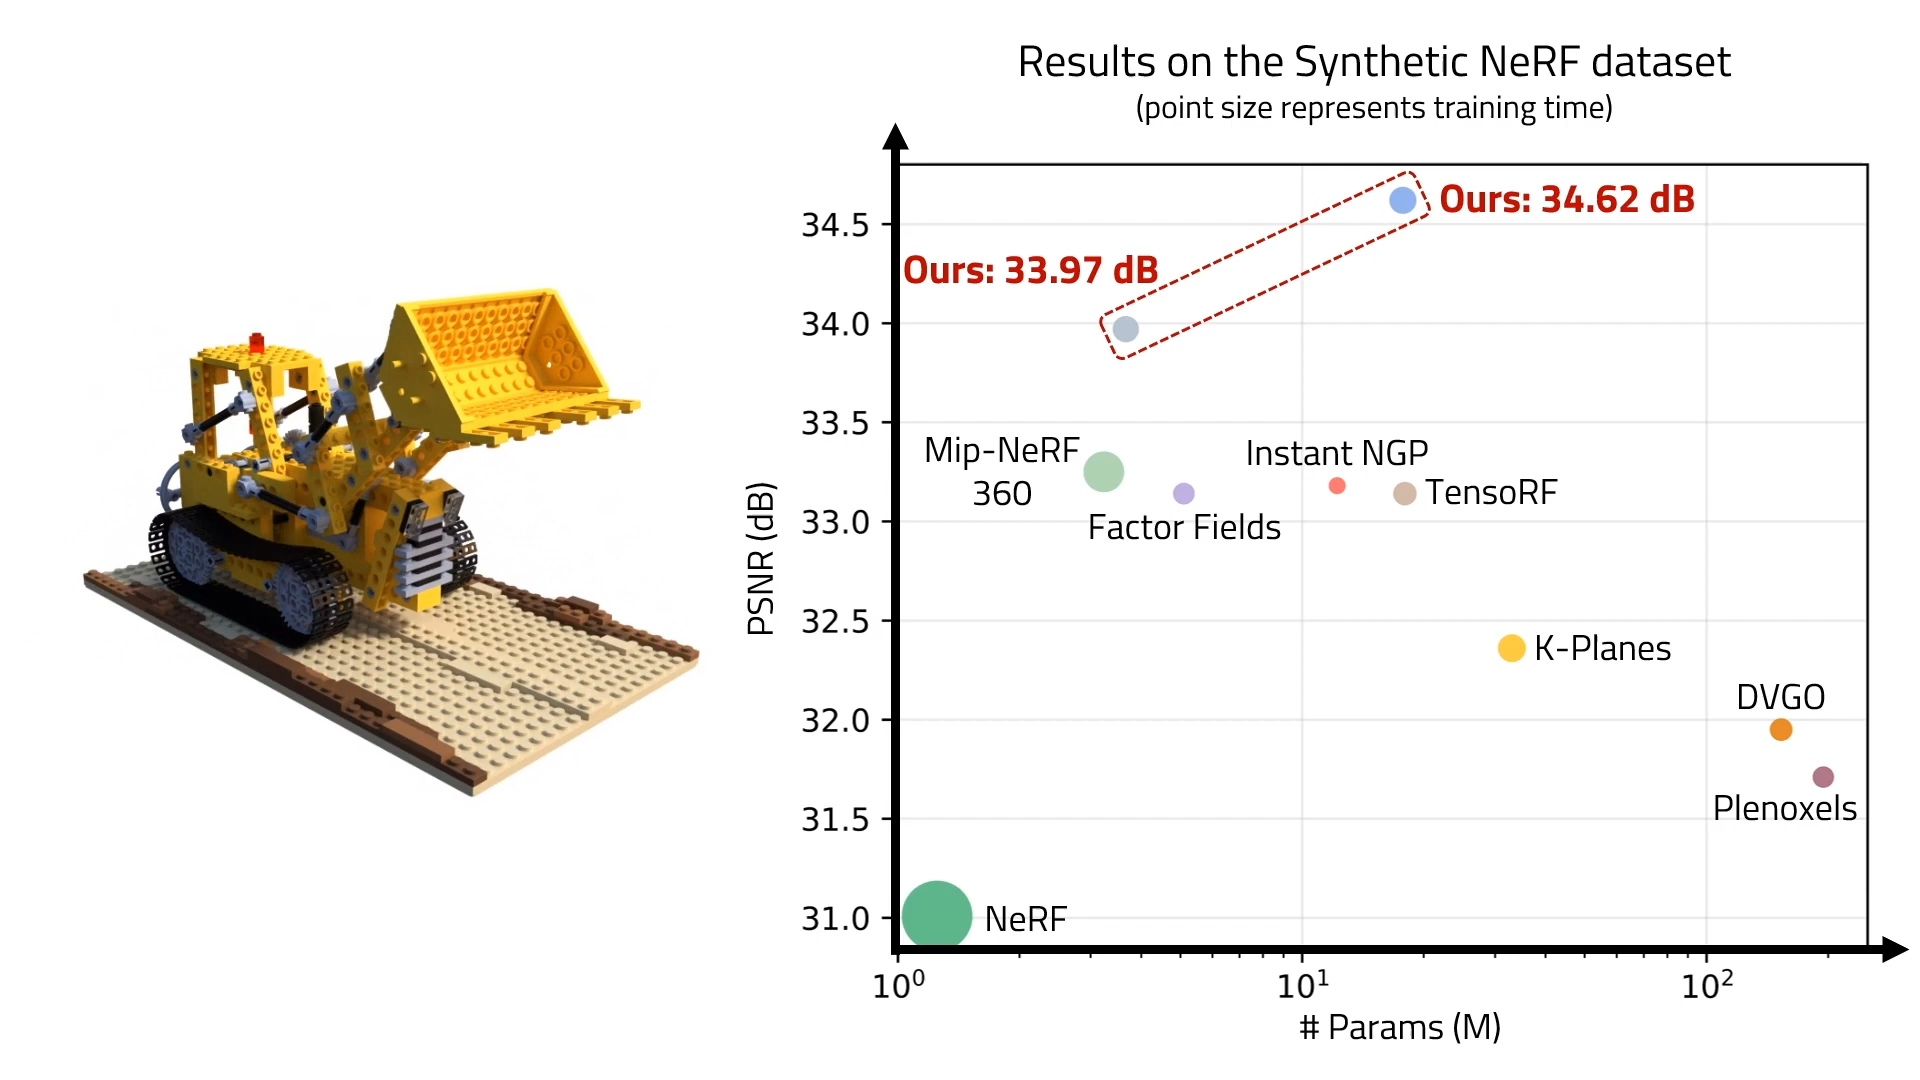 Results on the Synthetic NeRF dataset
(point size represents training time)
Ours: 34.62 dB
Ours: 33.97 dB
34.5
34.0
33.5
33.0
32.5
32.0
31.5
31.0
PSNR (dB)
Mip-NeRF
360
Instant NGP
TensoRF
Factor Fields
K-Planes
DVGO
Plenoxels
NeRF
10⁰
10¹
10²
# Params (M)